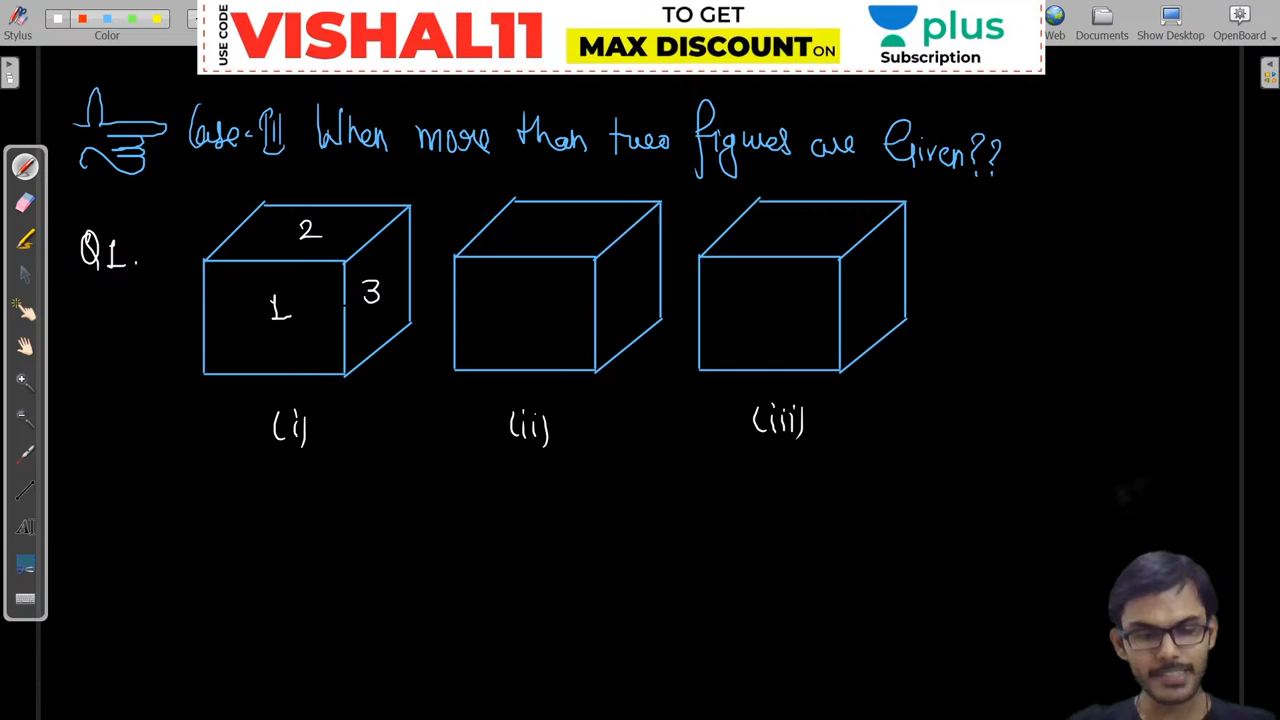 USE CODE VISHAL11 TO GET MAX DISCOUNT ON plus Subscription
Stylus Color Web Documents Show Desktop OpenBoard
Case-III When more than two figures are Given??
Q1.
2
1 3
(i) (ii) (iii)